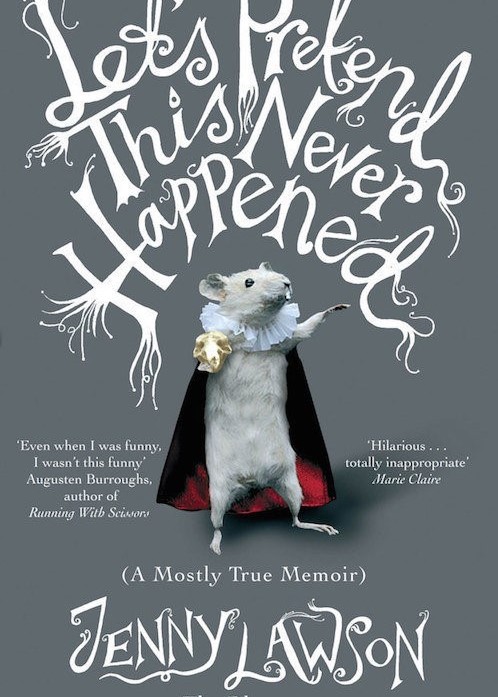 Let's Pretend
This Never
Happened
'Even when I was funny,
I wasn't this funny'
Augusten Burroughs,
author of
Running With Scissors
'Hilarious . . .
totally inappropriate'
Marie Claire
(A Mostly True Memoir)
JENNY LAWSON